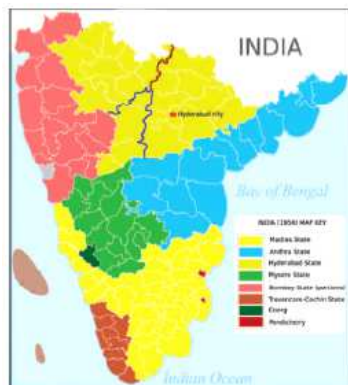 INDIA
Hyderabad city
Bay of Bengal
INDIA (1956) MAP KEY
Madras State
Andhra State
Hyderabad State
Mysore State
Bombay State (portions)
Travancore-Cochin State
Coorg
Pondicherry
Indian Ocean